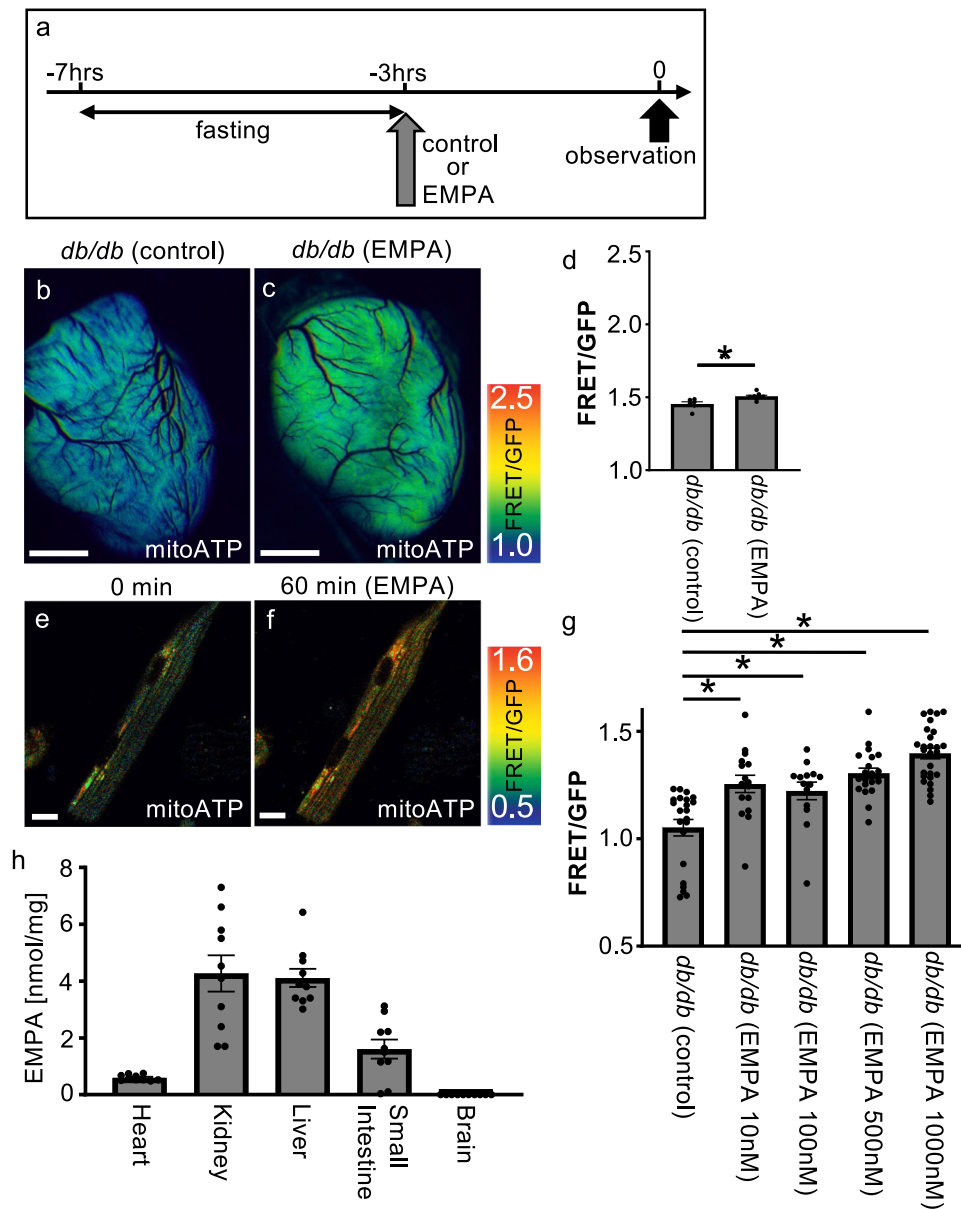 a
-7hrs
-3hrs
0
fasting
control
or
EMPA
observation
db/db (control)
db/db (EMPA)
b
mitoATP
c
mitoATP
2.5
FRET/GFP
1.0
d
2.5
2.0
1.5
1.0
FRET/GFP
*
db/db (control)
db/db (EMPA)
0 min
60 min (EMPA)
e
mitoATP
f
mitoATP
1.6
FRET/GFP
0.5
g
*
*
*
*
1.5
1.0
0.5
FRET/GFP
db/db (control)
db/db (EMPA 10nM)
db/db (EMPA 100nM)
db/db (EMPA 500nM)
db/db (EMPA 1000nM)
h
8
6
4
2
0
EMPA [nmol/mg]
Heart
Kidney
Liver
Small
Intestine
Brain